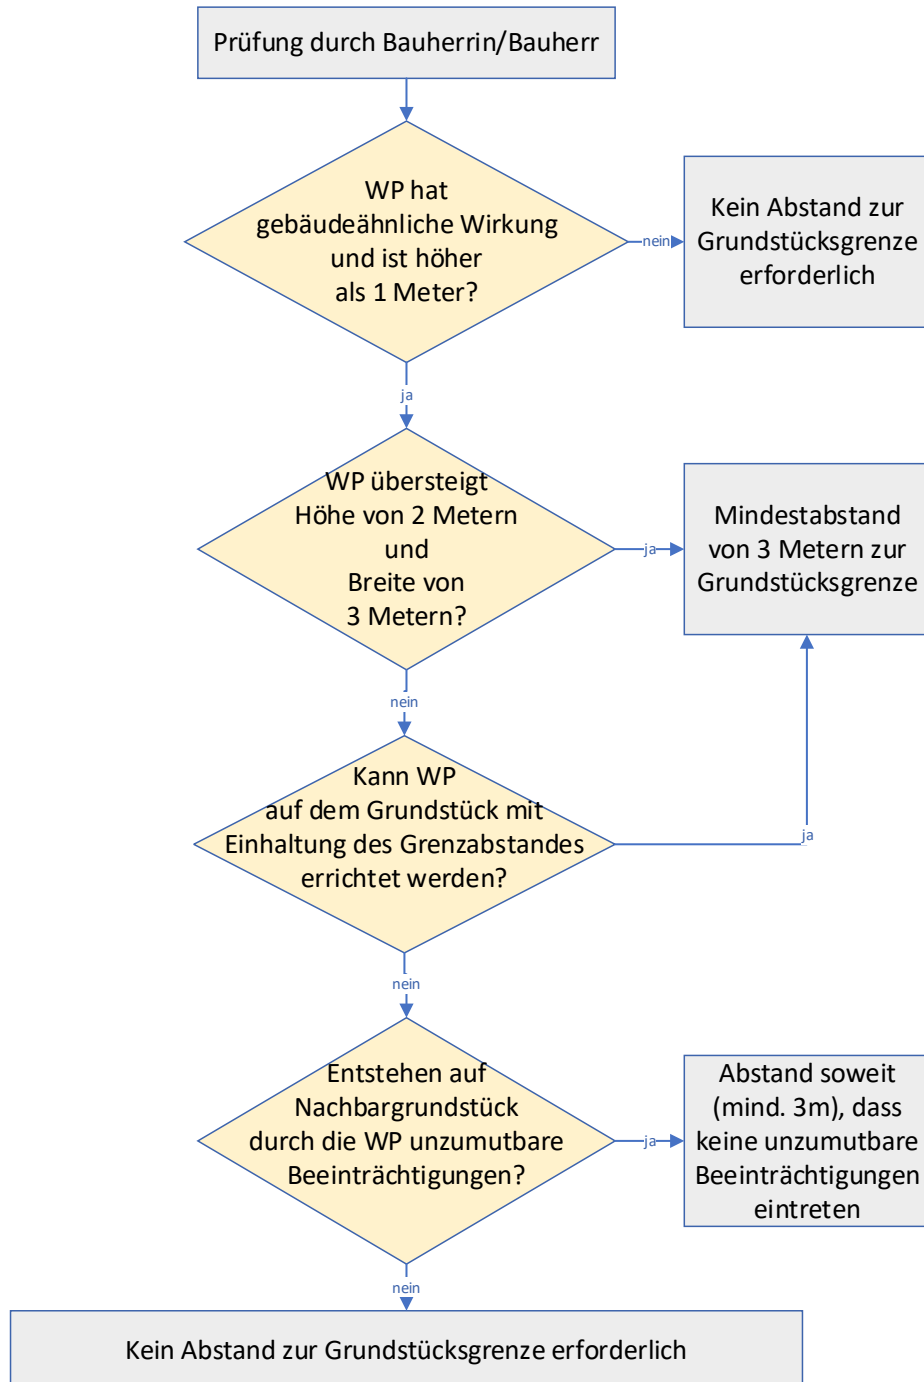 Prüfung durch Bauherrin/Bauherr
WP hat
gebäudeähnliche Wirkung
und ist höher
als 1 Meter?
nein
Kein Abstand zur
Grundstücksgrenze
erforderlich
ja
WP übersteigt
Höhe von 2 Metern
und
Breite von
3 Metern?
ja
Mindestabstand
von 3 Metern zur
Grundstücksgrenze
nein
Kann WP
auf dem Grundstück mit
Einhaltung des Grenzabstandes
errichtet werden?
ja
nein
Entstehen auf
Nachbargrundstück
durch die WP unzumutbare
Beeinträchtigungen?
ja
Abstand soweit
(mind. 3m), dass
keine unzumutbare
Beeinträchtigungen
eintreten
nein
Kein Abstand zur Grundstücksgrenze erforderlich